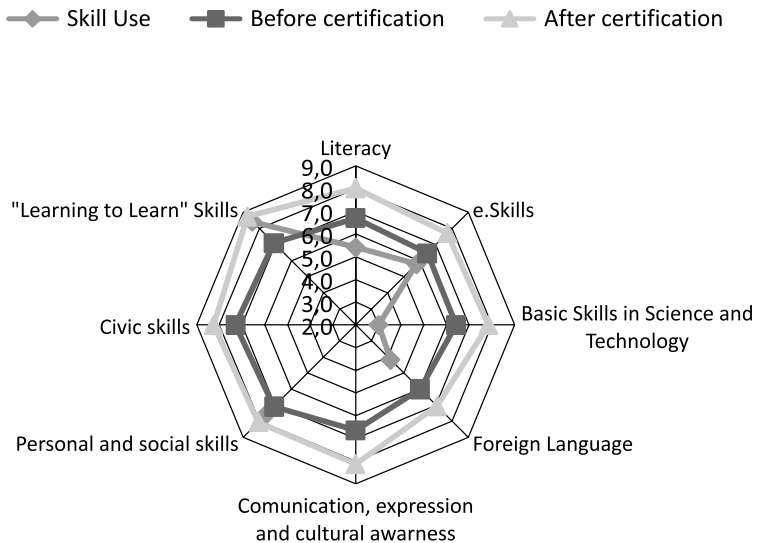 Skill Use
Before certification
After certification
Literacy
9,0
8,0
7,0
6,0
5,0
4,0
3,0
2,0
"Learning to Learn" Skills
e.Skills
Civic skills
Basic Skills in Science and
Technology
Personal and social skills
Foreign Language
Comunication, expression
and cultural awarness